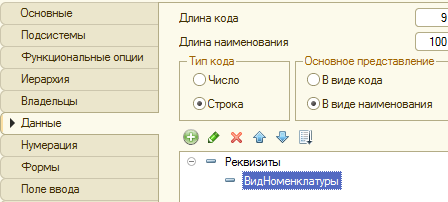 Основные
Подсистемы
Функциональные опции
Иерархия
Владельцы
Данные
Нумерация
Формы
Поле ввода
Длина кода 9
Длина наименования 100
Тип кода
Число
Строка
Основное представление
В виде кода
В виде наименования
Реквизиты
ВидНоменклатуры